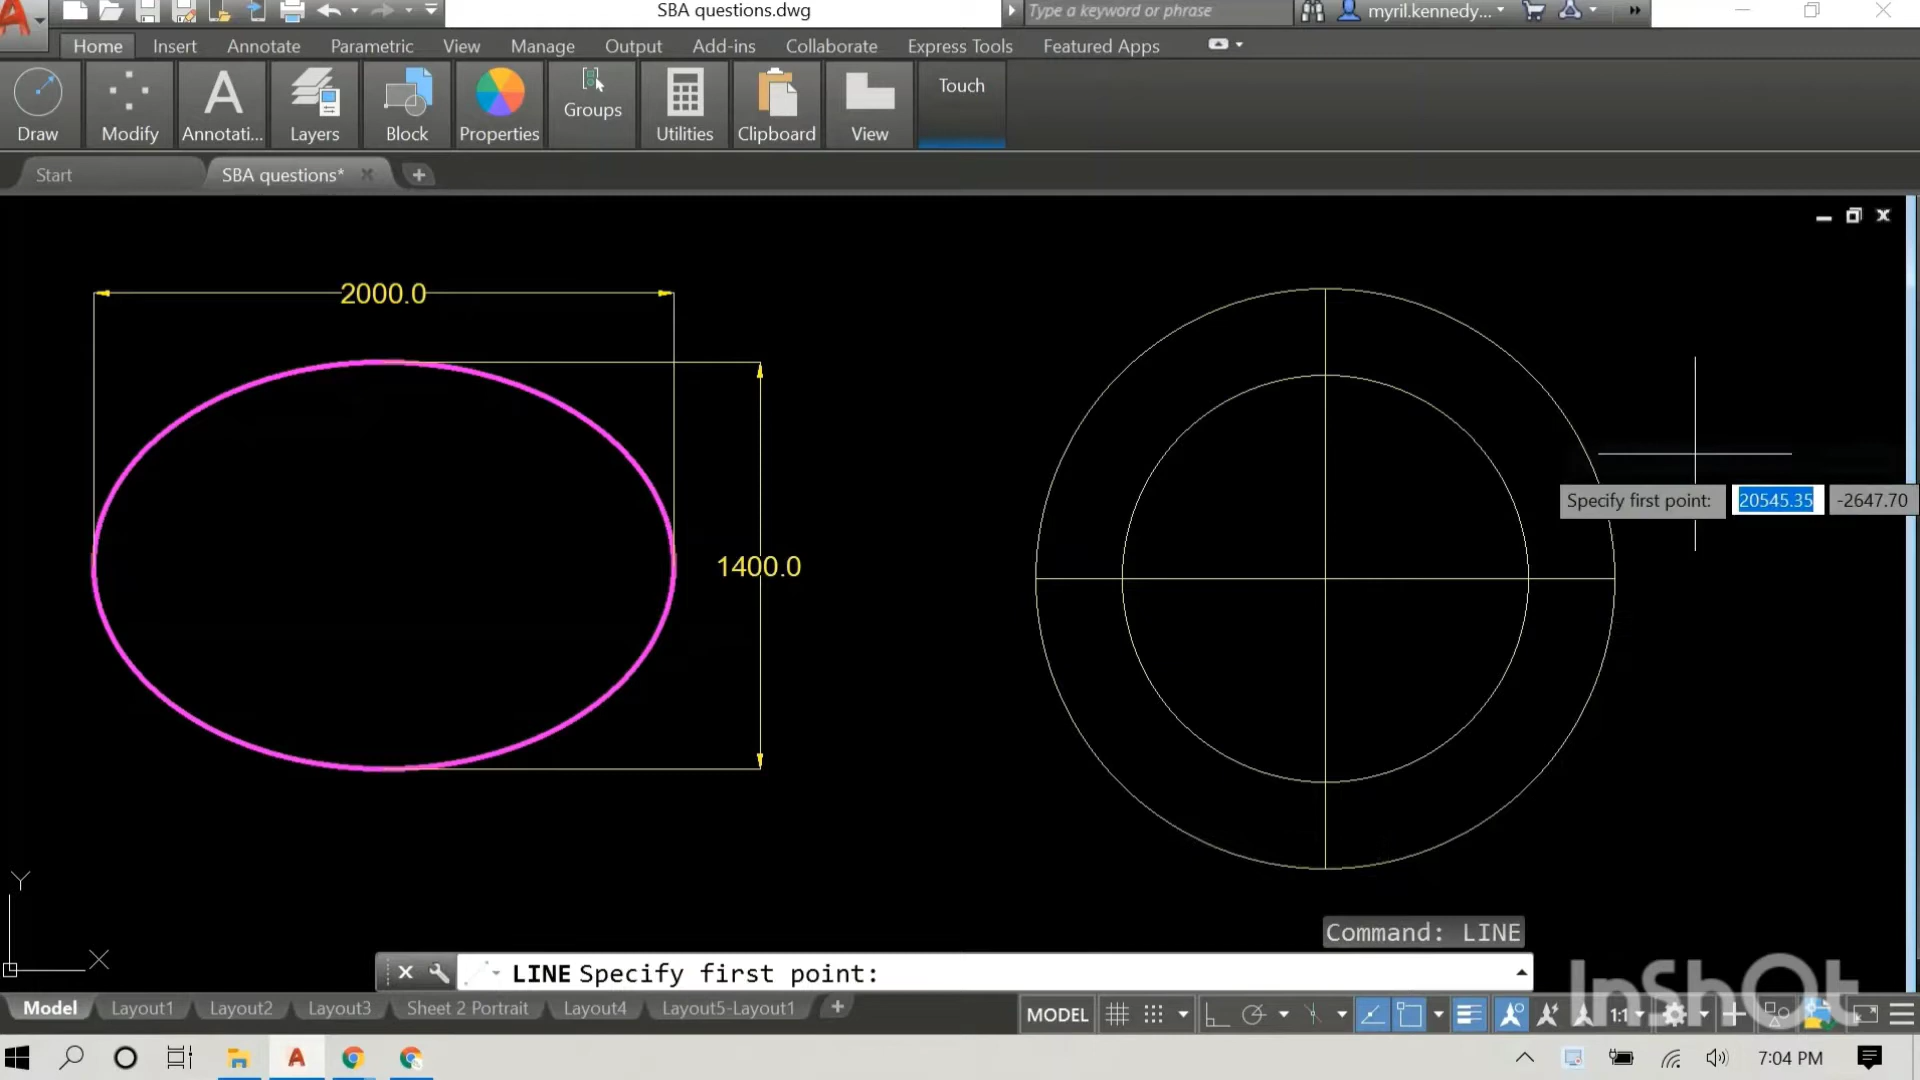 SBA questions.dwg
Type a keyword or phrase
myril.kennedy...
Home Insert Annotate Parametric View Manage Output Add-ins Collaborate Express Tools Featured Apps
Draw Modify Annotati... Layers Block Properties Groups Utilities Clipboard View Touch
Start SBA questions*
2000.0
1400.0
Specify first point: 20545.35 -2647.70
Y
X
Command: LINE
LINE Specify first point:
Model Layout1 Layout2 Layout3 Sheet 2 Portrait Layout4 Layout5-Layout1
MODEL 1:1
InShOt
7:04 PM